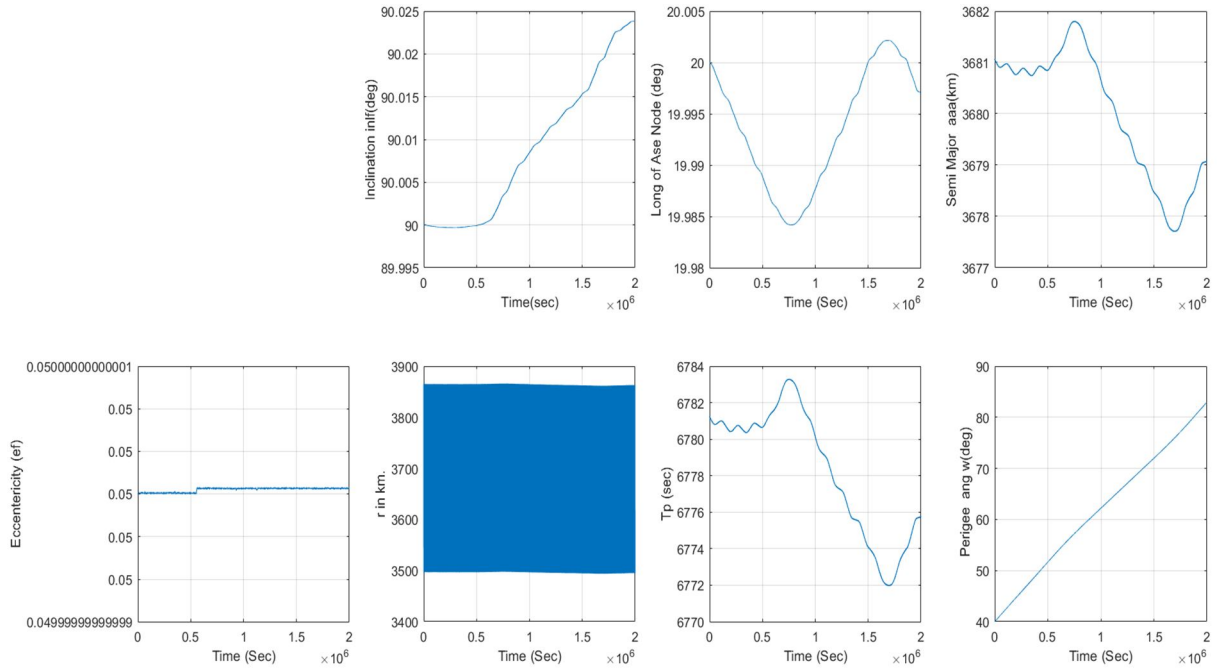 90.025
90.02
90.015
90.01
90.005
90
89.995
Inclination inIf(deg)
0 0.5 1 1.5 2
Time(sec) ×10^6
20.005
20
19.995
19.99
19.985
19.98
Long of Ase Node (deg)
0 0.5 1 1.5 2
Time (Sec) ×10^6
3682
3681
3680
3679
3678
3677
Semi Major aaa(km)
0 0.5 1 1.5 2
Time (Sec) ×10^6
0.05000000000001
0.05
0.05
0.05
0.05
0.05
0.04999999999999
Eccentericity (ef)
0 0.5 1 1.5 2
Time (Sec) ×10^6
3900
3800
3700
3600
3500
3400
r in km.
0 0.5 1 1.5 2
Time (Sec) ×10^6
6784
6782
6780
6778
6776
6774
6772
6770
Tp (sec)
0 0.5 1 1.5 2
Time (Sec) ×10^6
90
80
70
60
50
40
Perigee ang w(deg)
0 0.5 1 1.5 2
Time (Sec) ×10^6